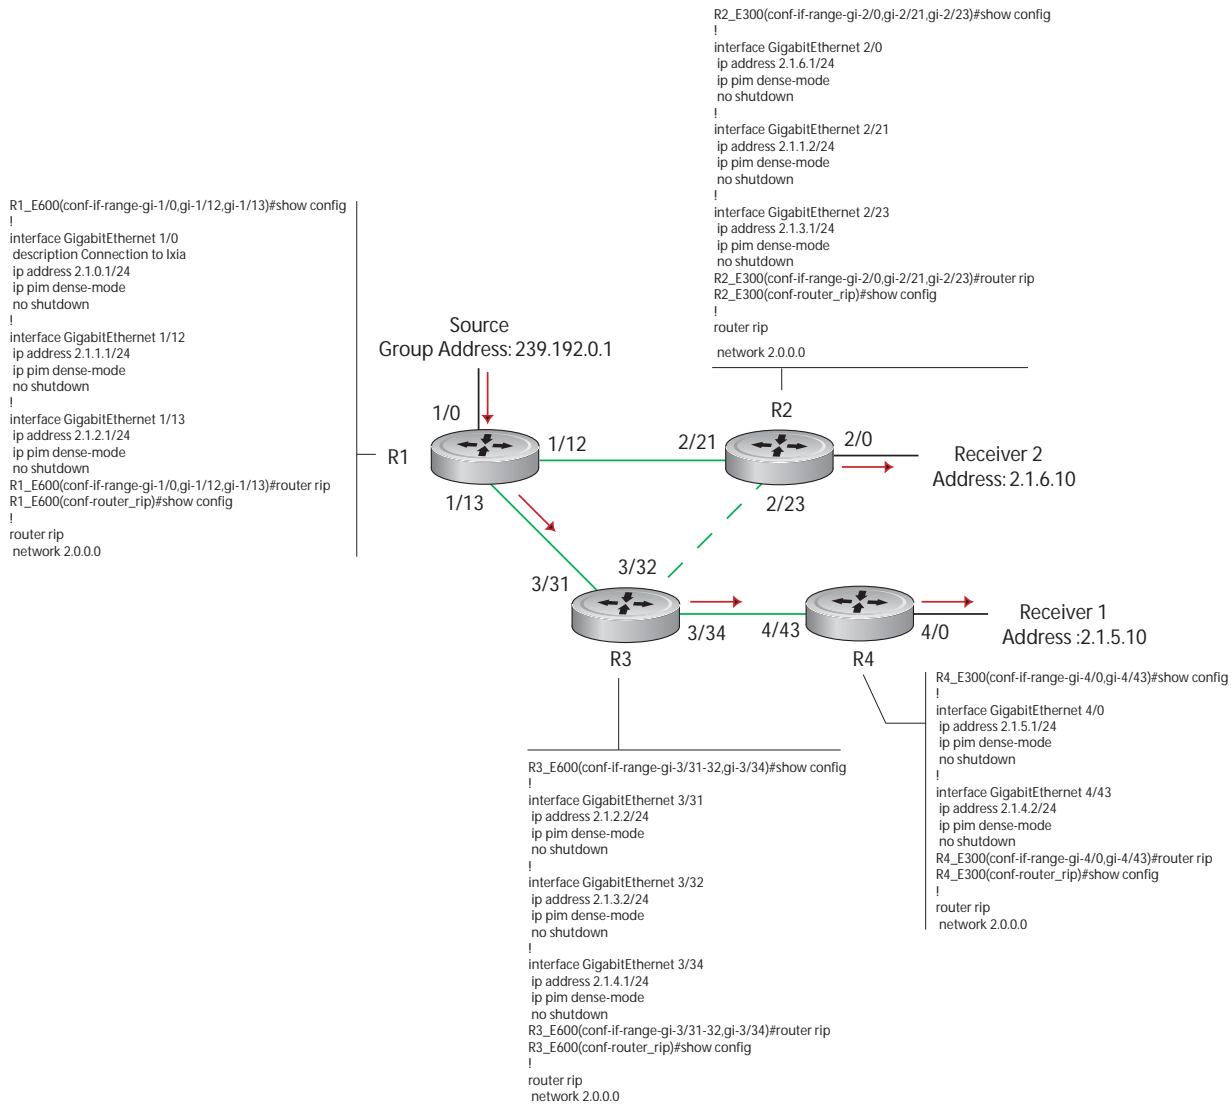 R2_E300(conf-if-range-gi-2/0,gi-2/21,gi-2/23)#show config
!
interface GigabitEthernet 2/0
ip address 2.1.6.1/24
ip pim dense-mode
no shutdown
!
interface GigabitEthernet 2/21
ip address 2.1.1.2/24
ip pim dense-mode
no shutdown
!
interface GigabitEthernet 2/23
ip address 2.1.3.1/24
ip pim dense-mode
no shutdown
R2_E300(conf-if-range-gi-2/0,gi-2/21,gi-2/23)#router rip
R2_E300(conf-router_rip)#show config
!
router rip
network 2.0.0.0
R1_E600(conf-if-range-gi-1/0,gi-1/12,gi-1/13)#show config
!
interface GigabitEthernet 1/0
description Connection to Ixia
ip address 2.1.0.1/24
ip pim dense-mode
no shutdown
!
interface GigabitEthernet 1/12
ip address 2.1.1.1/24
ip pim dense-mode
no shutdown
!
interface GigabitEthernet 1/13
ip address 2.1.2.1/24
ip pim dense-mode
no shutdown
R1_E600(conf-if-range-gi-1/0,gi-1/12,gi-1/13)#router rip
R1_E600(conf-router_rip)#show config
!
router rip
network 2.0.0.0
Source
Group Address: 239.192.0.1
1/0
R1
1/12
1/13
2/21
R2
2/0
2/23
Receiver 2
Address: 2.1.6.10
3/31
3/32
R3
3/34
4/43
R4
4/0
Receiver 1
Address :2.1.5.10
R4_E300(conf-if-range-gi-4/0,gi-4/43)#show config
!
interface GigabitEthernet 4/0
ip address 2.1.5.1/24
ip pim dense-mode
no shutdown
!
interface GigabitEthernet 4/43
ip address 2.1.4.2/24
ip pim dense-mode
no shutdown
R4_E300(conf-if-range-gi-4/0,gi-4/43)#router rip
R4_E300(conf-router_rip)#show config
!
router rip
network 2.0.0.0
R3_E600(conf-if-range-gi-3/31-32,gi-3/34)#show config
!
interface GigabitEthernet 3/31
ip address 2.1.2.2/24
ip pim dense-mode
no shutdown
!
interface GigabitEthernet 3/32
ip address 2.1.3.2/24
ip pim dense-mode
no shutdown
!
interface GigabitEthernet 3/34
ip address 2.1.4.1/24
ip pim dense-mode
no shutdown
R3_E600(conf-if-range-gi-3/31-32,gi-3/34)#router rip
R3_E600(conf-router_rip)#show config
!
router rip
network 2.0.0.0